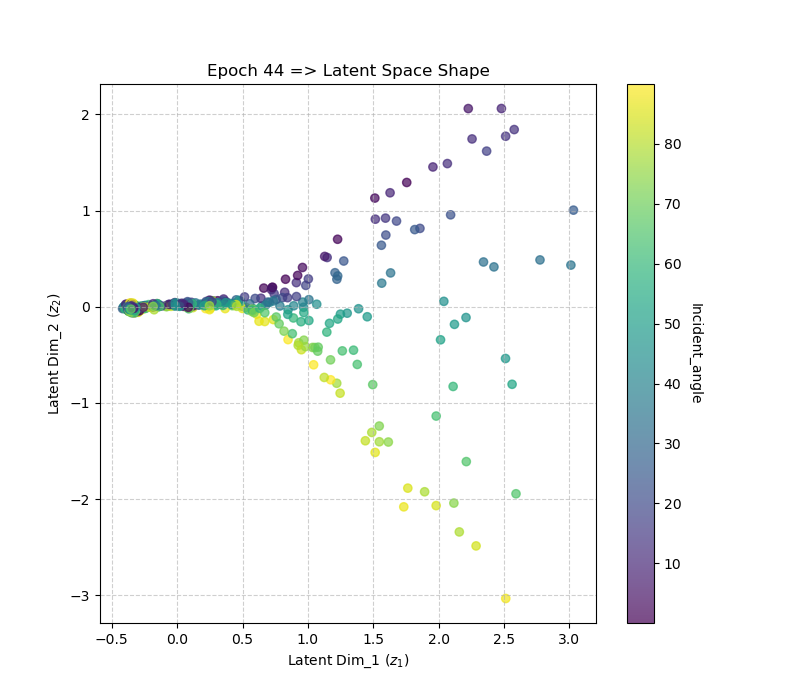 Epoch 44 => Latent Space Shape
2
1
0
−1
−2
−3
Latent Dim_2 (z₂)
−0.5 0.0 0.5 1.0 1.5 2.0 2.5 3.0
Latent Dim_1 (z₁)
80
70
60
50
40
30
20
10
Incident_angle